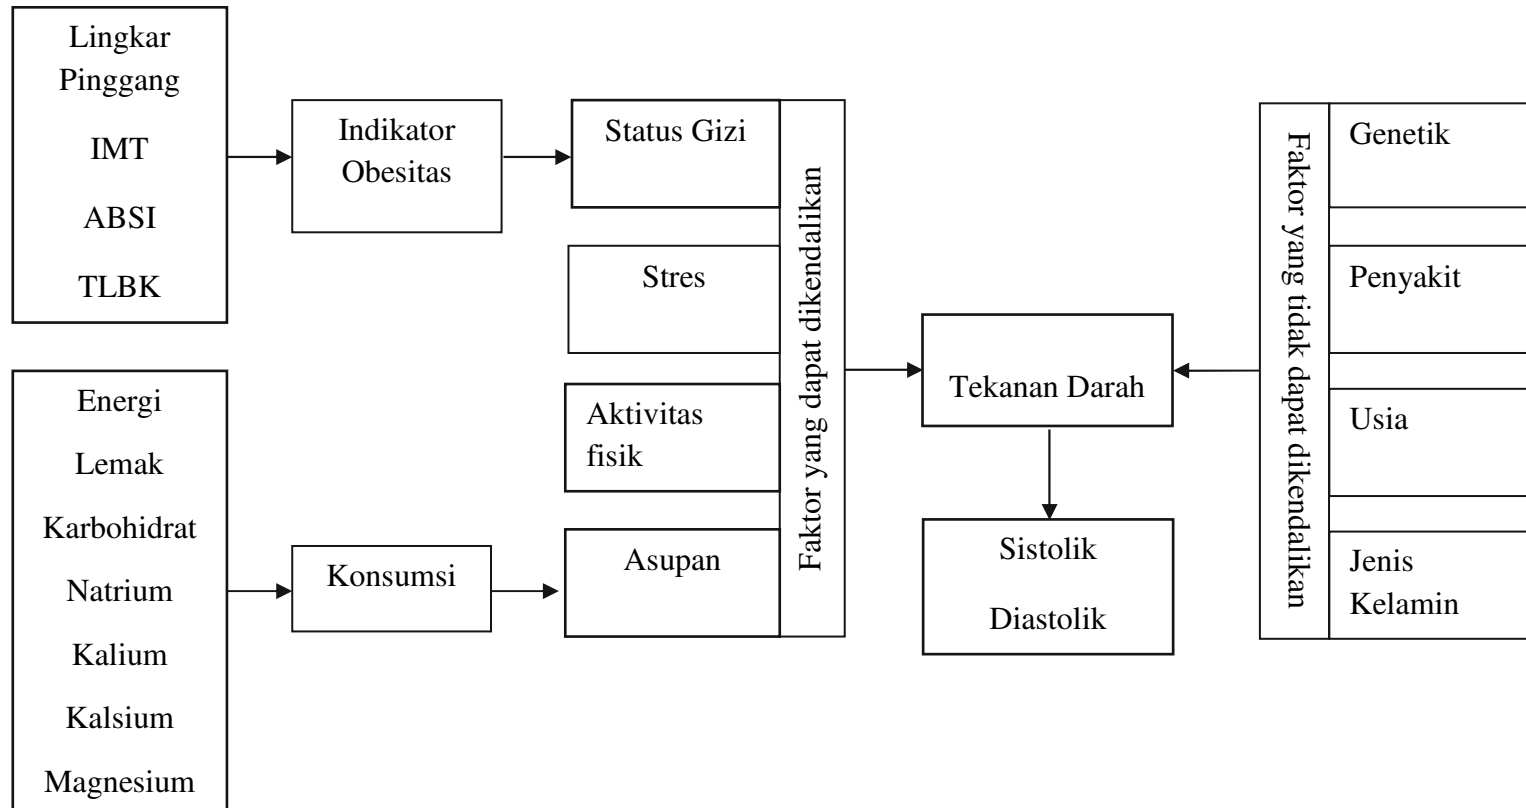 Lingkar
Pinggang
IMT
ABSI
TLBK
Indikator
Obesitas
Status Gizi
Stres
Aktivitas
fisik
Energi
Lemak
Karbohidrat
Natrium
Kalium
Kalsium
Magnesium
Konsumsi
Asupan
Faktor yang dapat dikendalikan
Tekanan Darah
Sistolik
Diastolik
Faktor yang tidak dapat dikendalikan
Genetik
Penyakit
Usia
Jenis
Kelamin